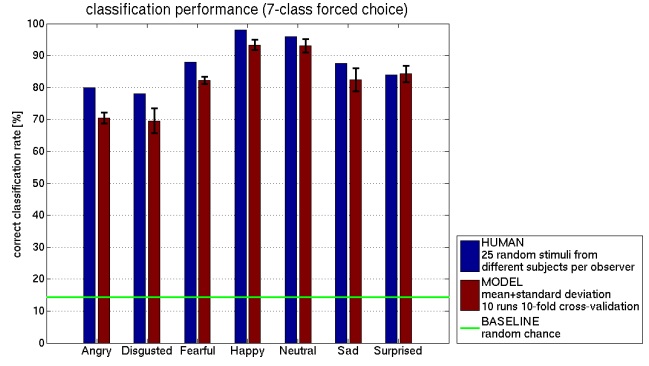 classification performance (7-class forced choice)
correct classification rate [%]
100
90
80
70
60
50
40
30
20
10
0
Angry Disgusted Fearful Happy Neutral Sad Surprised
HUMAN
25 random stimuli from
different subjects per observer
MODEL
mean+standard deviation
10 runs 10-fold cross-validation
BASELINE
random chance